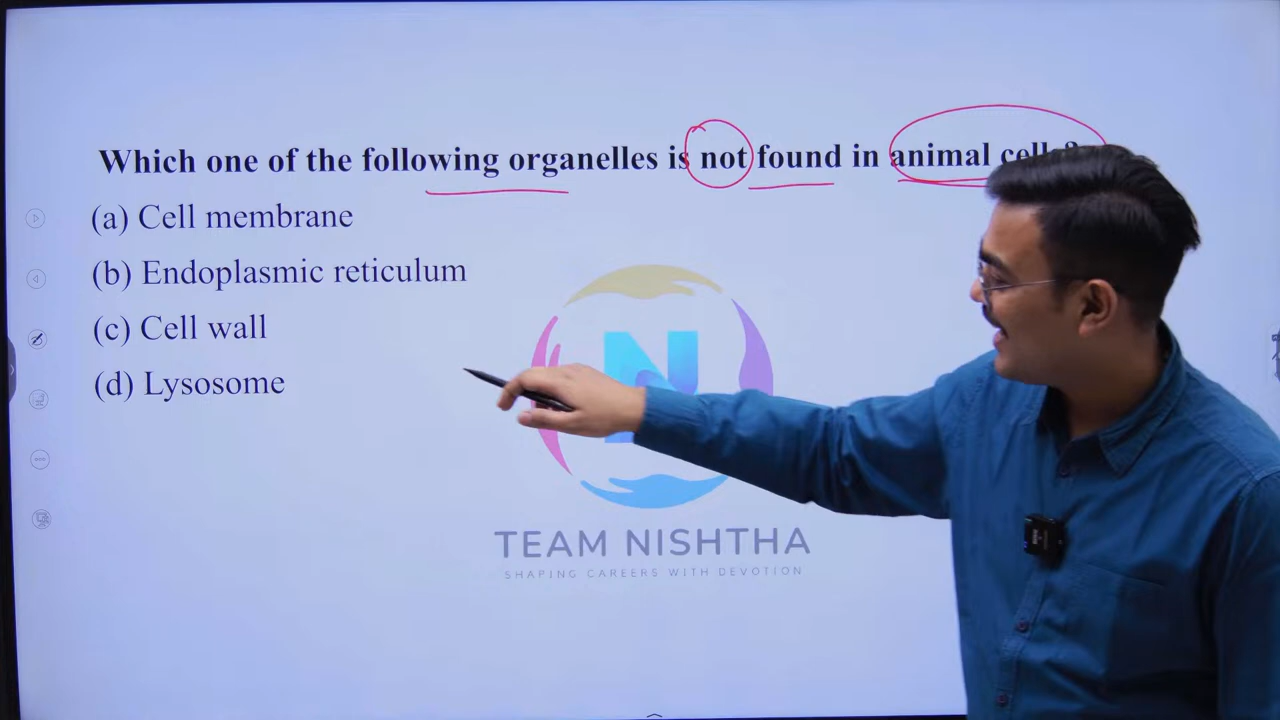 Which one of the following organelles is not found in animal cells?
(a) Cell membrane
(b) Endoplasmic reticulum
(c) Cell wall
(d) Lysosome
N
TEAM NISHTHA
SHAPING CAREERS WITH DEVOTION